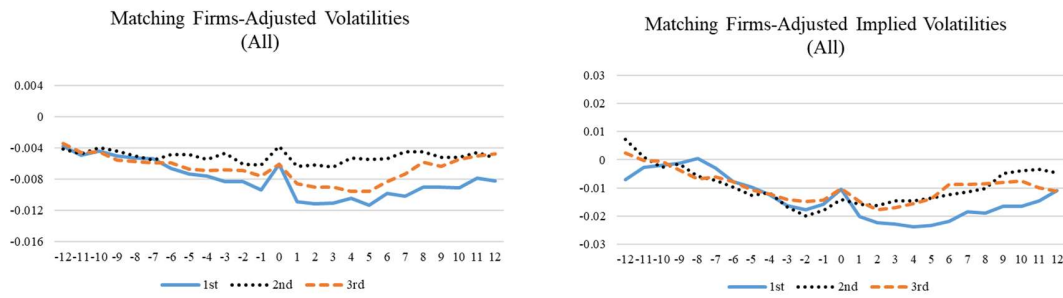 Matching Firms-Adjusted Volatilities
(All)
0.004
0
-0.004
-0.008
-0.012
-0.016
-12 -11 -10 -9 -8 -7 -6 -5 -4 -3 -2 -1 0 1 2 3 4 5 6 7 8 9 10 11 12
1st 2nd 3rd
Matching Firms-Adjusted Implied Volatilities
(All)
0.03
0.02
0.01
0
-0.01
-0.02
-0.03
-12 -11 -10 -9 -8 -7 -6 -5 -4 -3 -2 -1 0 1 2 3 4 5 6 7 8 9 10 11 12
1st 2nd 3rd